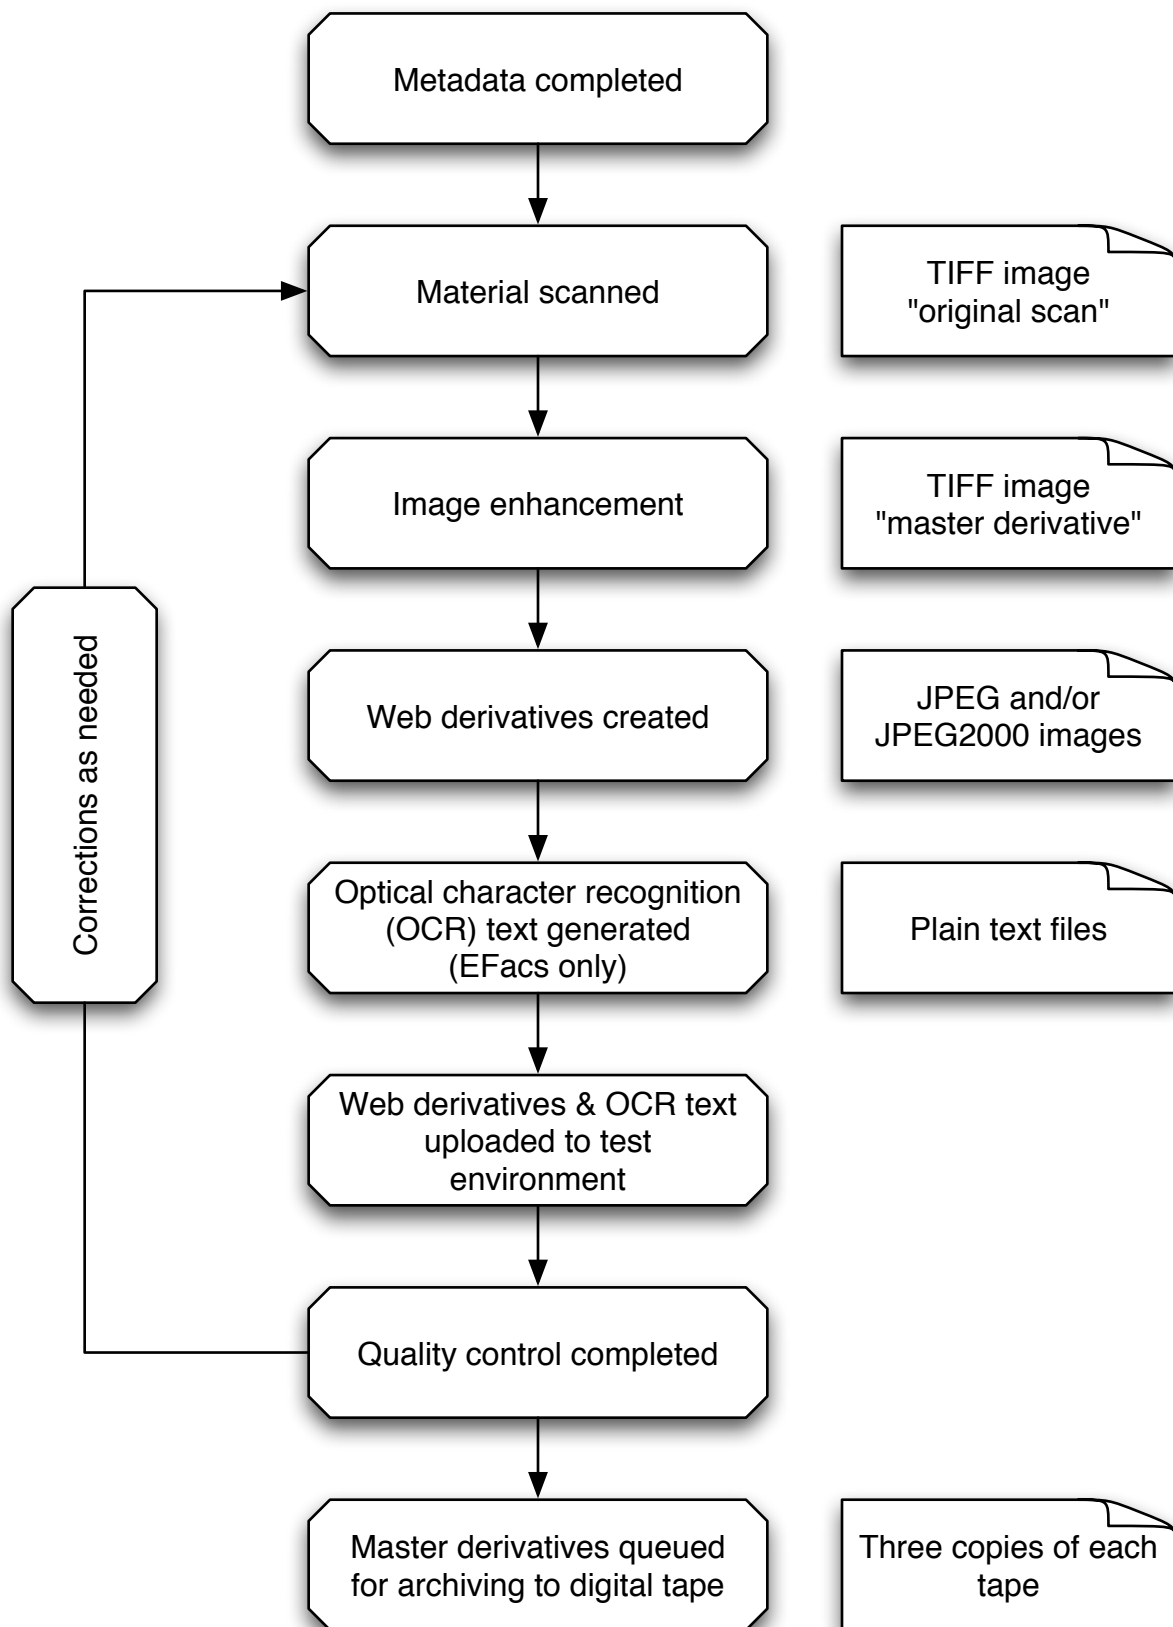 Metadata completed
Material scanned
TIFF image
"original scan"
Image enhancement
TIFF image
"master derivative"
Web derivatives created
JPEG and/or
JPEG2000 images
Corrections as needed
Optical character recognition
(OCR) text generated
(EFacs only)
Plain text files
Web derivatives & OCR text
uploaded to test
environment
Quality control completed
Master derivatives queued
for archiving to digital tape
Three copies of each
tape